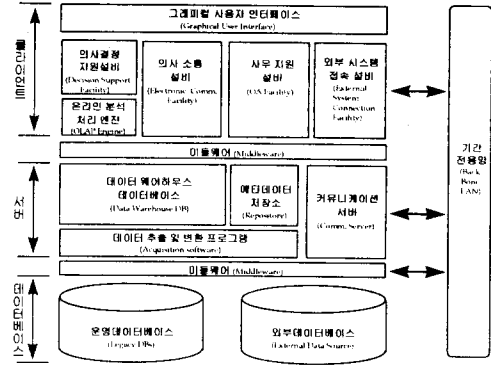 그래피컬 사용자 인터페이스
(Graphical User Interface)
클라이언트
의사결정
지원설비
(Decision Support
Facility)
온라인 분석
처리 엔진
(OLAP Engine)
의사 소통
설비
(Electronic Comm.
Facility)
사무 지원
설비
(OA Facility)
외부 시스템
접속 설비
(External
System
Connection
Facility)
미들웨어 (Middleware)
서버
데이터 웨어하우스
데이터베이스
(Data Warehouse DB)
메타데이터
저장소
(Repository)
커뮤니케이션
서버
(Comm. Server)
데이터 추출 및 변환 프로그램
(Acquition software)
미들웨어 (Middleware)
데이터베이스
운영데이터베이스
(Legacy DBs)
외부데이터베이스
(External Data Source)
기간
전용망
(Back
Bone
LAN)